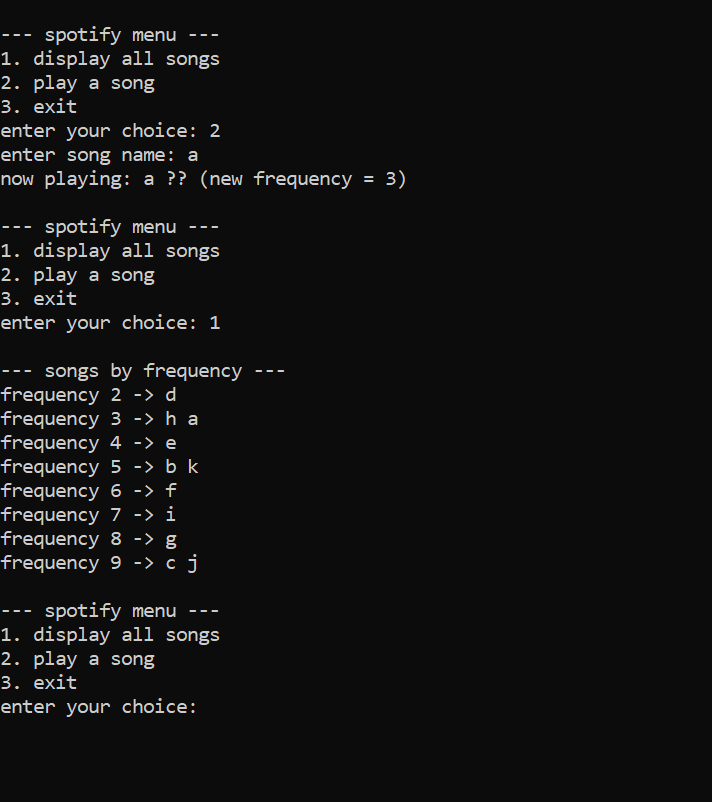 --- spotify menu ---
1. display all songs
2. play a song
3. exit
enter your choice: 2
enter song name: a
now playing: a ?? (new frequency = 3)
--- spotify menu ---
1. display all songs
2. play a song
3. exit
enter your choice: 1
--- songs by frequency ---
frequency 2 -> d
frequency 3 -> h a
frequency 4 -> e
frequency 5 -> b k
frequency 6 -> f
frequency 7 -> i
frequency 8 -> g
frequency 9 -> c j
--- spotify menu ---
1. display all songs
2. play a song
3. exit
enter your choice: